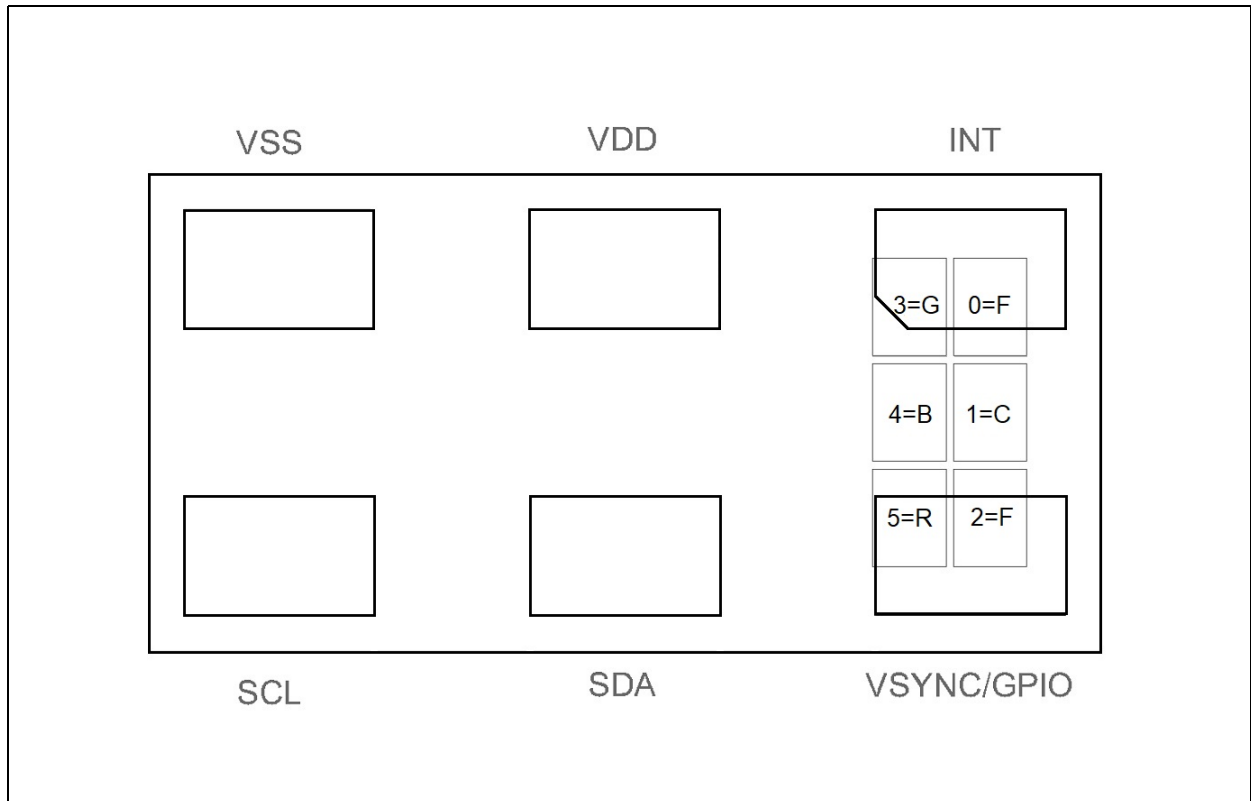 VSS VDD INT
3=G 0=F
4=B 1=C
5=R 2=F
SCL SDA VSYNC/GPIO